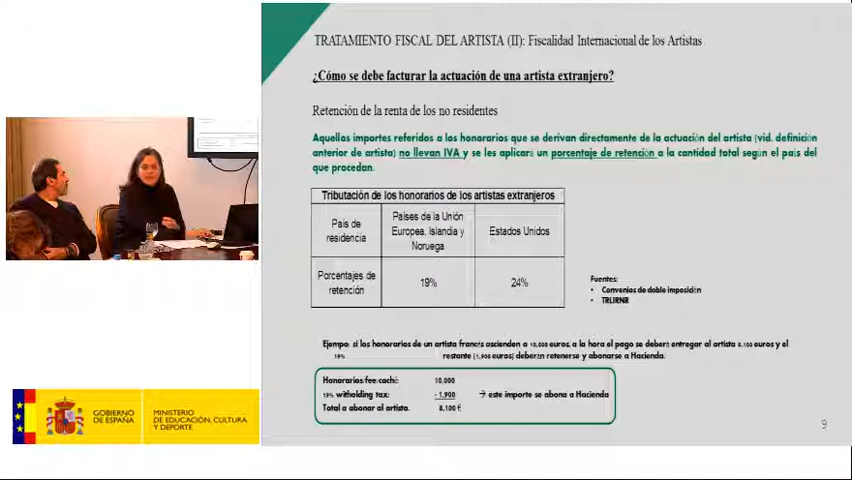 TRATAMIENTO FISCAL DEL ARTISTA (II): Fiscalidad Internacional de los Artistas
¿Cómo se debe facturar la actuación de una artista extranjero?
Retención de la renta de los no residentes
Aquellos importes referidos a los honorarios que se derivan directamente de la actuación del artista (vid. definición
anterior de artista) no llevan IVA y se les aplicara un porcentaje de retención a la cantidad total según el país del
que procedan.
Tributación de los honorarios de los artistas extranjeros
País de residencia
Países de la Unión Europea, Islandia y Noruega
Estados Unidos
Porcentajes de retención
19%
24%
Fuentes:
• Convenios de doble imposición
• TRLIRNR
Ejempo: si los honorarios de un artista francés ascienden a 10,000 euros, a la hora el pago se deberá entregar al artista 8,100 euros y el
19% restante (1,900 euros) deberán retenerse y abonarse a Hacienda.
Honorarios fee caché: 10.000
19% witholding tax: - 1.900 → este importe se abona a Hacienda
Total a abonar al artista. 8.100 €
9
GOBIERNO
DE ESPAÑA
MINISTERIO
DE EDUCACIÓN, CULTURA
Y DEPORTE